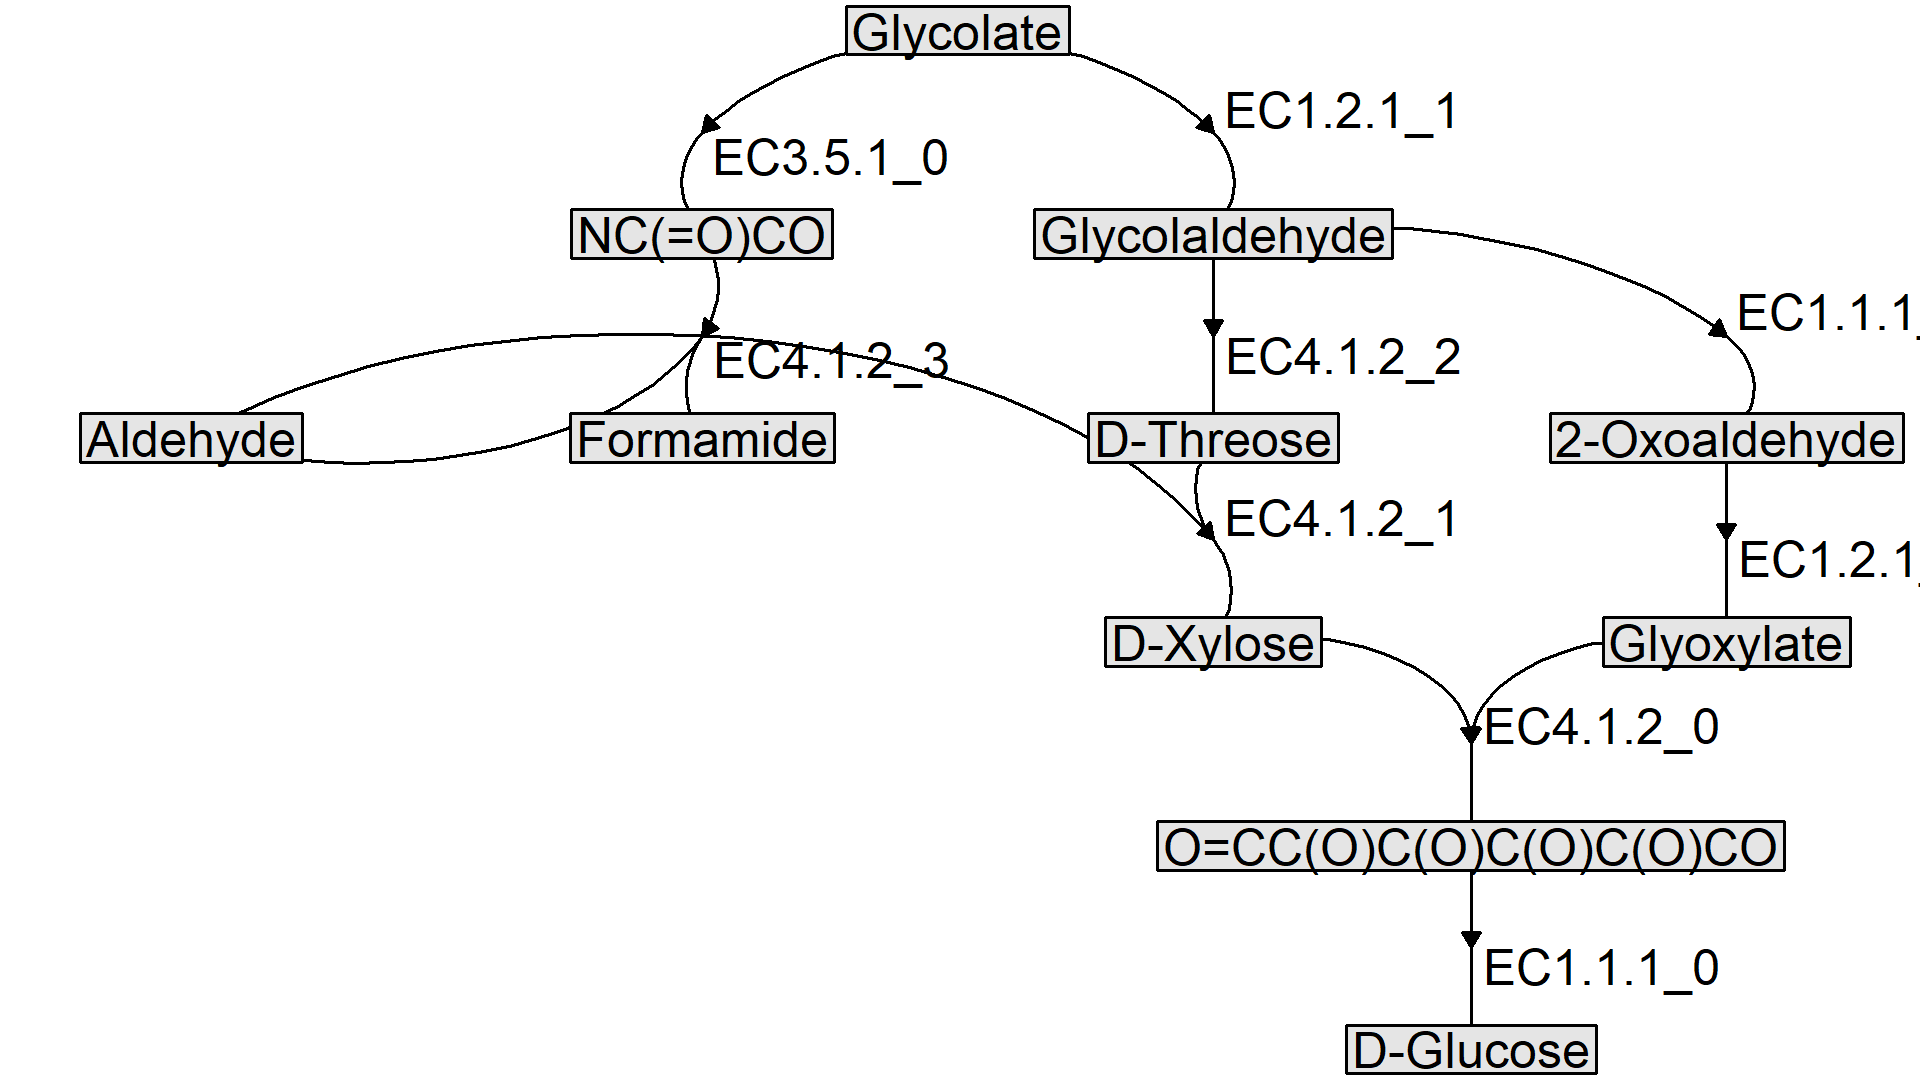 Glycolate
EC1.2.1_1
EC3.5.1_0
NC(=O)CO
Glycolaldehyde
EC1.1.1_
EC4.1.2_3
EC4.1.2_2
Aldehyde
Formamide
D-Threose
2-Oxoaldehyde
EC4.1.2_1
EC1.2.1_
D-Xylose
Glyoxylate
EC4.1.2_0
O=CC(O)C(O)C(O)C(O)CO
EC1.1.1_0
D-Glucose